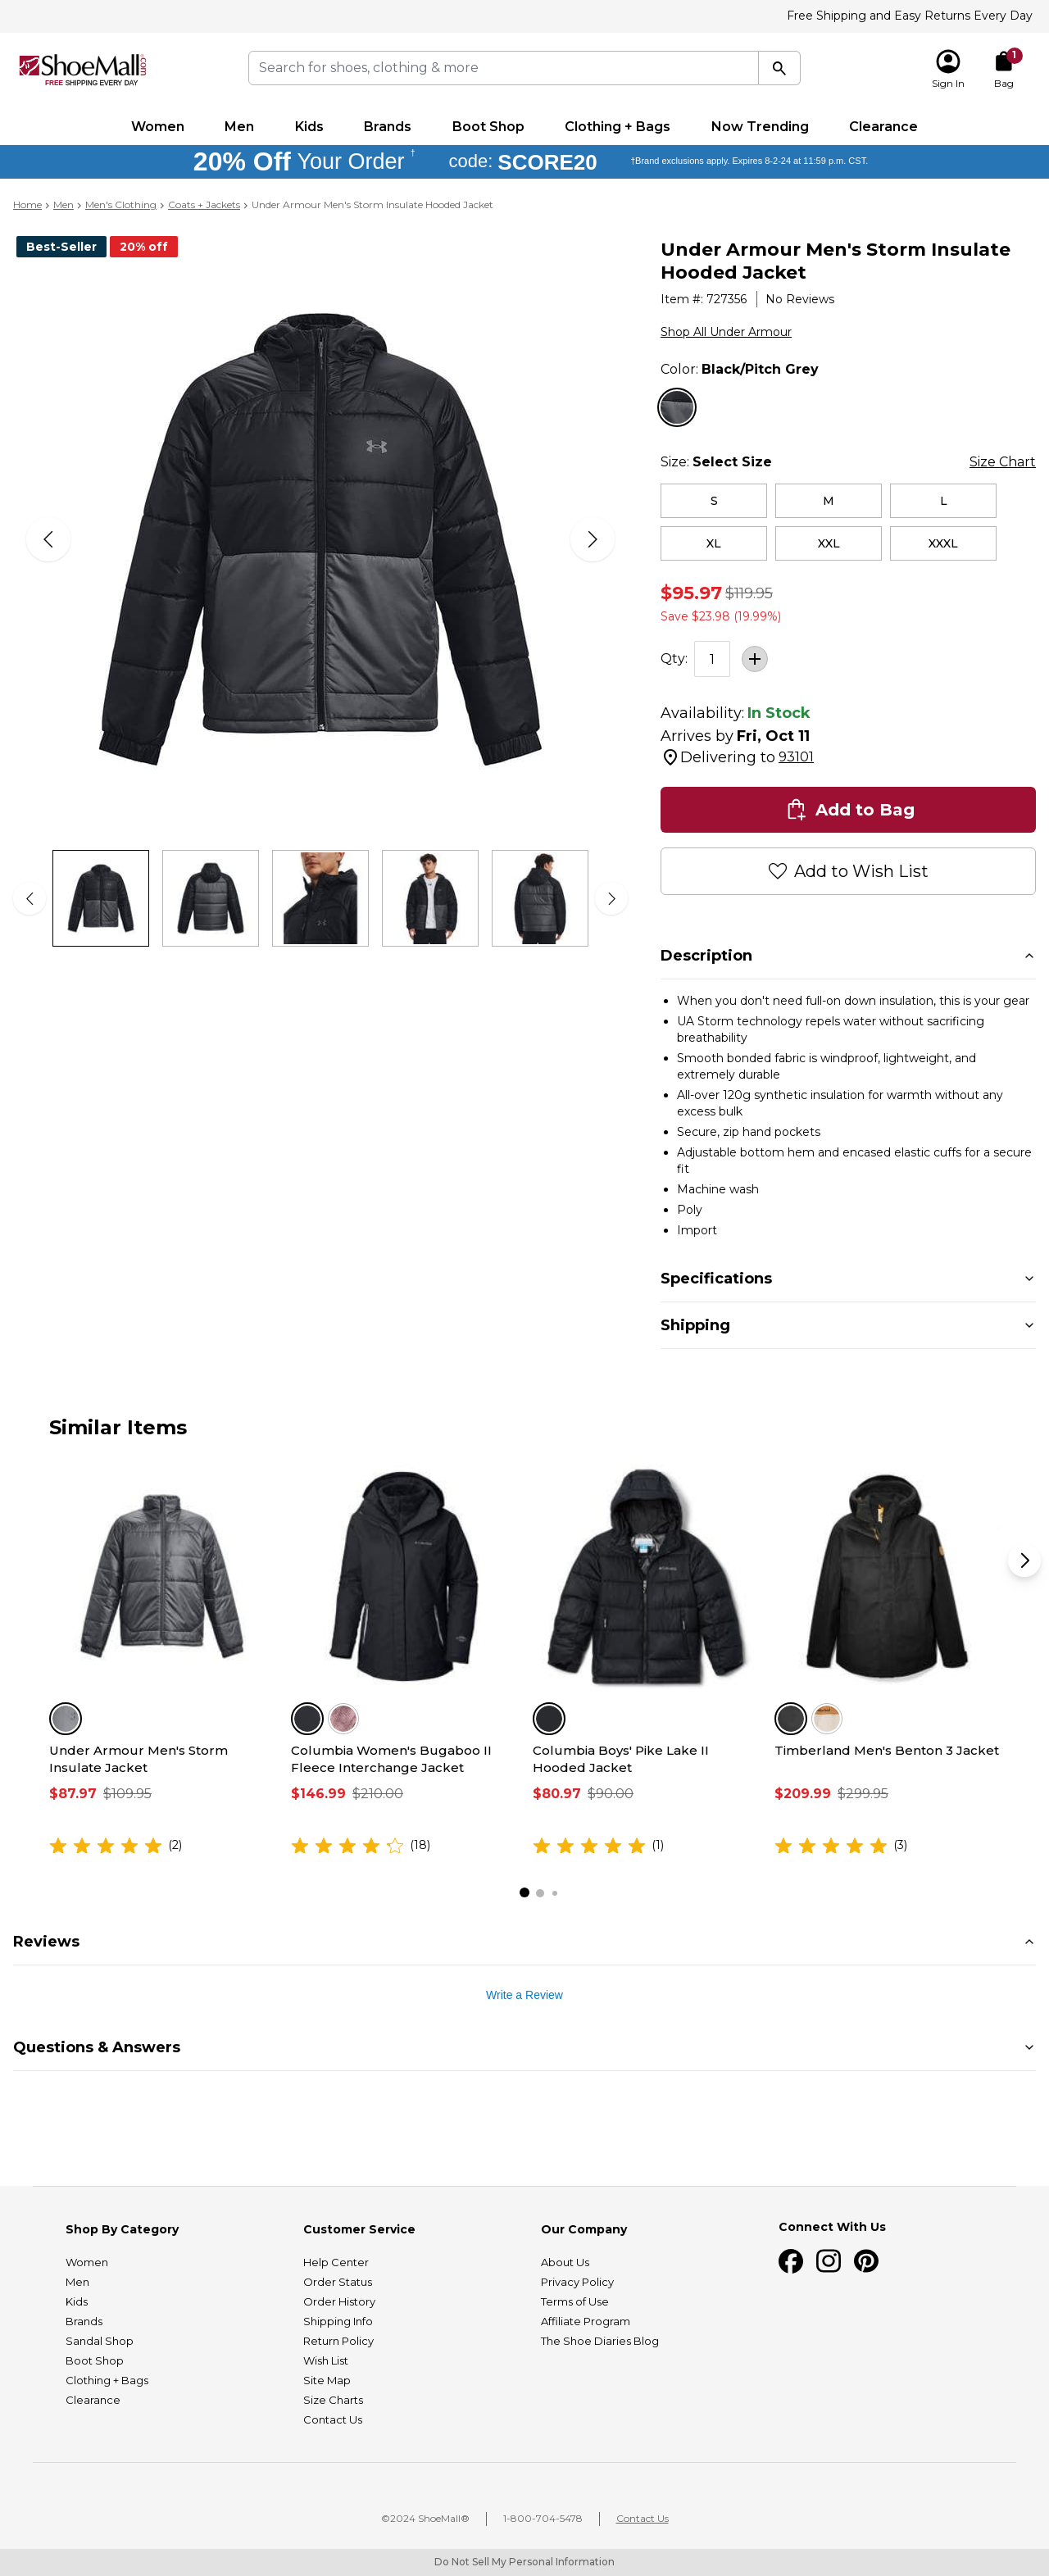 Free Shipping and Easy Returns Every Day
ShoeMall.com
FREE SHIPPING EVERY DAY
Search for shoes, clothing & more
Sign In
1
Bag
Women Men Kids Brands Boot Shop Clothing + Bags Now Trending Clearance
20% Off Your Order † code: SCORE20 †Brand exclusions apply. Expires 8-2-24 at 11:59 p.m. CST.
Home > Men > Men's Clothing > Coats + Jackets > Under Armour Men's Storm Insulate Hooded Jacket
Best-Seller 20% off
Under Armour Men's Storm Insulate
Hooded Jacket
Item #: 727356 | No Reviews
Shop All Under Armour
Color: Black/Pitch Grey
Size: Select Size Size Chart
S M L
XL XXL XXXL
$95.97 $119.95
Save $23.98 (19.99%)
Qty: 1 +
Availability: In Stock
Arrives by Fri, Oct 11
Delivering to 93101
Add to Bag
Add to Wish List
Description
• When you don't need full-on down insulation, this is your gear
• UA Storm technology repels water without sacrificing
breathability
• Smooth bonded fabric is windproof, lightweight, and
extremely durable
• All-over 120g synthetic insulation for warmth without any
excess bulk
• Secure, zip hand pockets
• Adjustable bottom hem and encased elastic cuffs for a secure
fit
• Machine wash
• Poly
• Import
Specifications
Shipping
Similar Items
Under Armour Men's Storm
Insulate Jacket
$87.97 $109.95
(2)
Columbia Women's Bugaboo II
Fleece Interchange Jacket
$146.99 $210.00
(18)
Columbia Boys' Pike Lake II
Hooded Jacket
$80.97 $90.00
(1)
Timberland Men's Benton 3 Jacket
$209.99 $299.95
(3)
Reviews
Write a Review
Questions & Answers
Shop By Category
Women
Men
Kids
Brands
Sandal Shop
Boot Shop
Clothing + Bags
Clearance
Customer Service
Help Center
Order Status
Order History
Shipping Info
Return Policy
Wish List
Site Map
Size Charts
Contact Us
Our Company
About Us
Privacy Policy
Terms of Use
Affiliate Program
The Shoe Diaries Blog
Connect With Us
©2024 ShoeMall® | 1-800-704-5478 | Contact Us
Do Not Sell My Personal Information